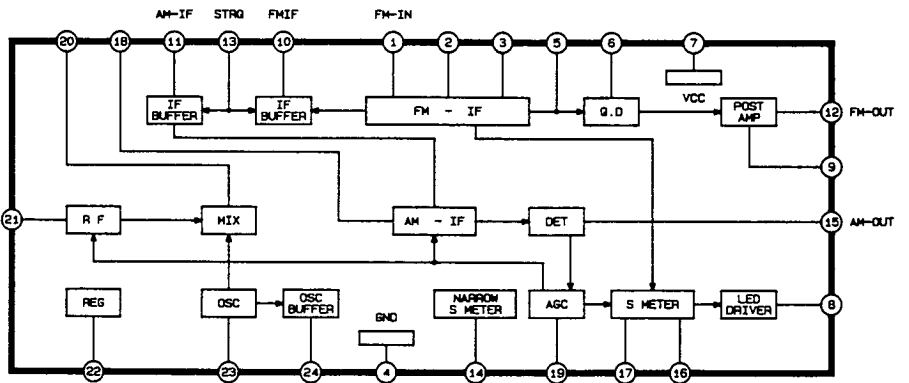 AM-IF STRQ FMIF FM-IN
20 18 11 13 10 1 2 3 5 6 7
VCC
IF BUFFER
IF BUFFER
FM - IF
Q.D
POST AMP
12 FM-OUT
9
21
R F
MIX
AM - IF
DET
15 AM-OUT
REG
OSC
OSC BUFFER
GND
NARROW S METER
AGC
S METER
LED DRIVER
8
22 23 24 4 14 19 17 16